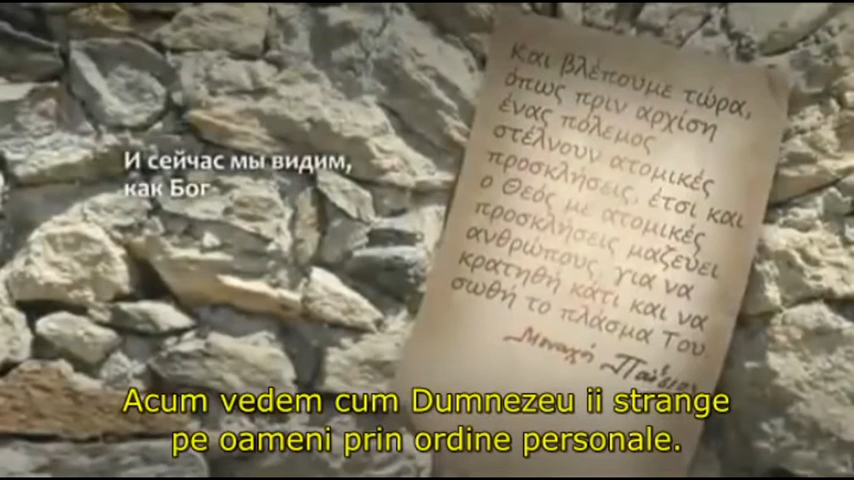 Και βλέπουμε τώρα,
όπως πριν αρχίση
ένας πόλεμος
στέλνουν ατομικές
προσκλήσεις, έτσι και
ο Θεός με ατομικές
προσκλήσεις μαζεύει
ανθρώπους, για να
κρατηθή κάτι και να
σωθή το πλάσμα Του.
Μοναχή
И сейчас мы видим,
как Бог
Acum vedem cum Dumnezeu ii strange
pe oameni prin ordine personale.